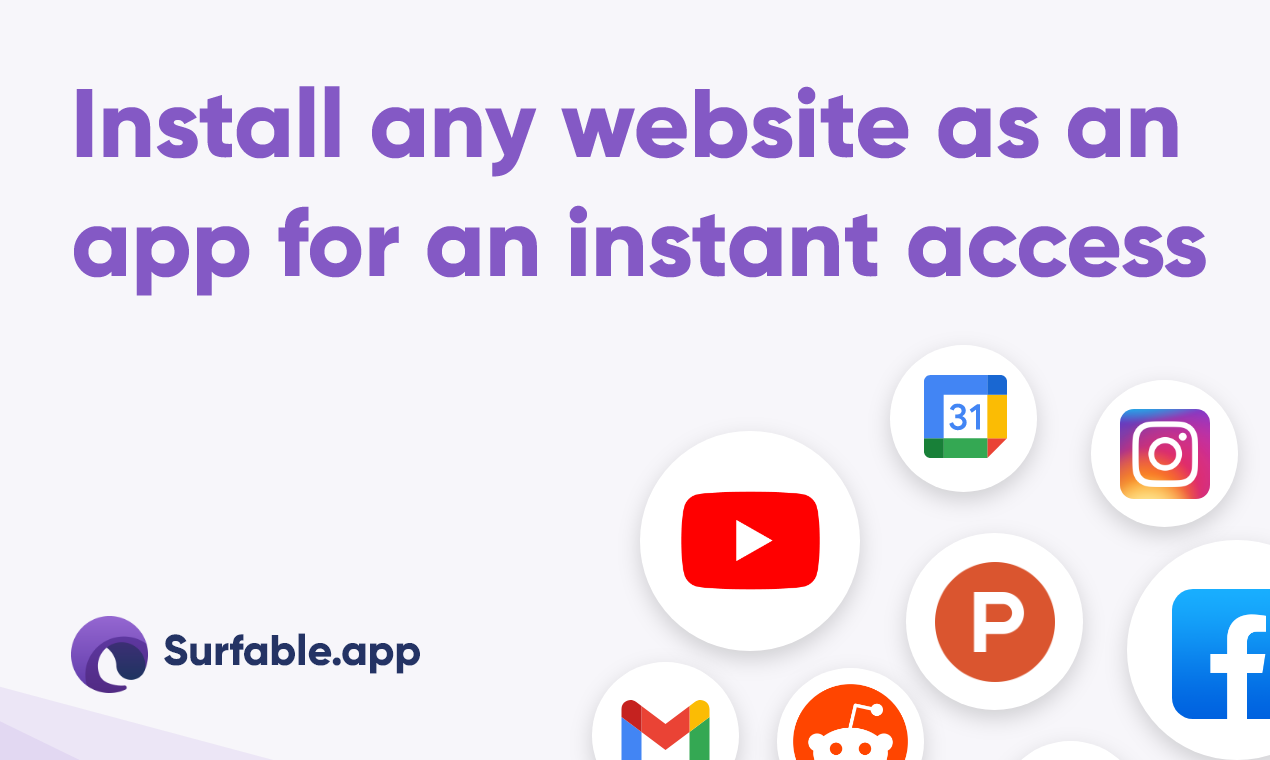 Install any website as an
app for an instant access
31
P
f
Surfable.app